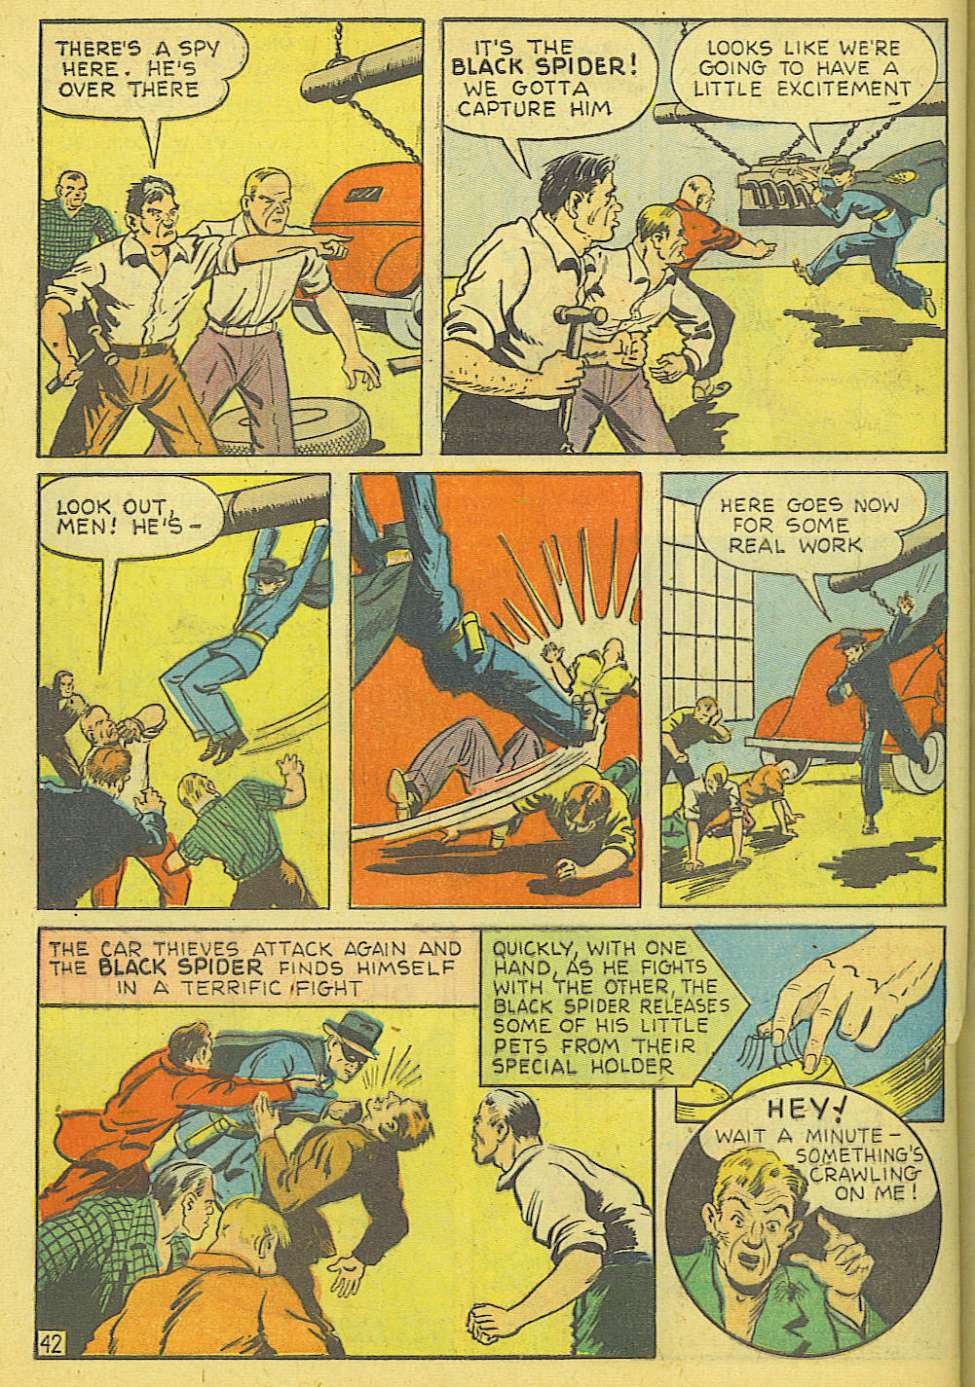 THERE'S A SPY
HERE. HE'S
OVER THERE
IT'S THE
BLACK SPIDER!
WE GOTTA
CAPTURE HIM
LOOKS LIKE WE'RE
GOING TO HAVE A
LITTLE EXCITEMENT
LOOK OUT,
MEN! HE'S-
HERE GOES NOW
FOR SOME
REAL WORK
THE CAR THIEVES ATTACK AGAIN AND
THE BLACK SPIDER FINDS HIMSELF
IN A TERRIFIC FIGHT
QUICKLY, WITH ONE
HAND, AS HE FIGHTS
WITH THE OTHER, THE
BLACK SPIDER RELEASES
SOME OF HIS LITTLE
PETS FROM THEIR
SPECIAL HOLDER
HEY!
WAIT A MINUTE-
SOMETHING'S
CRAWLING
ON ME!
42